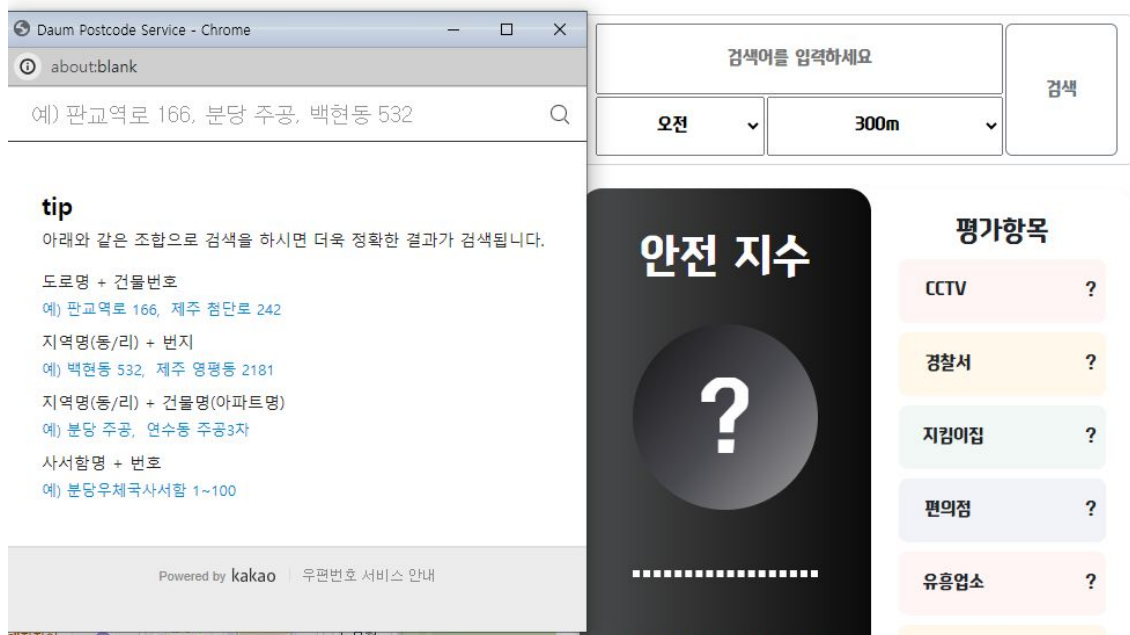 Daum Postcode Service - Chrome
about:blank
예) 판교역로 166, 분당 주공, 백현동 532
tip
아래와 같은 조합으로 검색을 하시면 더욱 정확한 결과가 검색됩니다.
도로명 + 건물번호
예) 판교역로 166, 제주 첨단로 242
지역명(동/리) + 번지
예) 백현동 532, 제주 영평동 2181
지역명(동/리) + 건물명(아파트명)
예) 분당 주공, 연수동 주공3차
사서함명 + 번호
예) 분당우체국사서함 1~100
Powered by kakao 우편번호 서비스 안내
검색어를 입력하세요
검색
오전
300m
안전 지수
?
평가항목
CCTV ?
경찰서 ?
지킴이집 ?
편의점 ?
유흥업소 ?